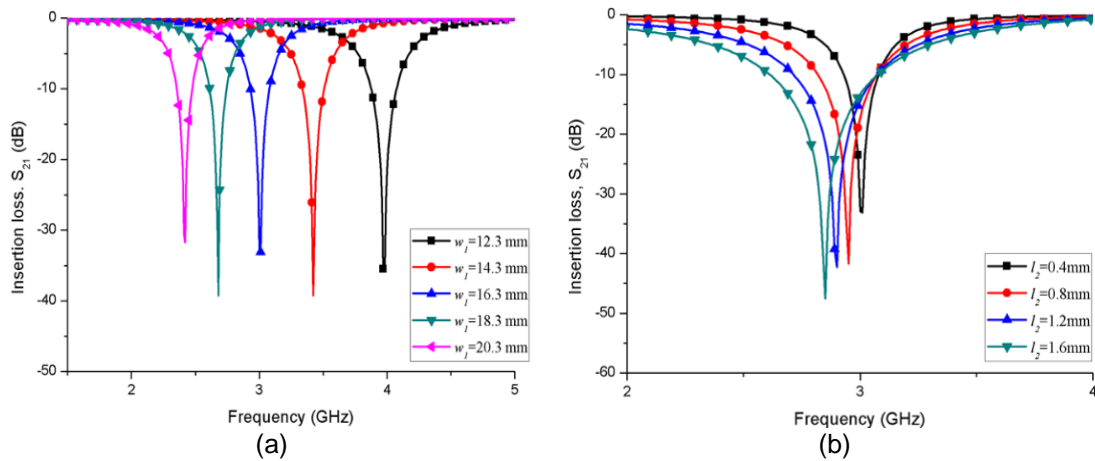 0
-10
-20
-30
-40
-50
Insertion loss. S21 (dB)
2
3
4
5
Frequency (GHz)
w1=12.3 mm
w1=14.3 mm
w1=16.3 mm
w1=18.3 mm
w1=20.3 mm
(a)
0
-10
-20
-30
-40
-50
-60
Insertion loss, S21 (dB)
2
3
4
Frequency (GHz)
l2=0.4mm
l2=0.8mm
l2=1.2mm
l2=1.6mm
(b)